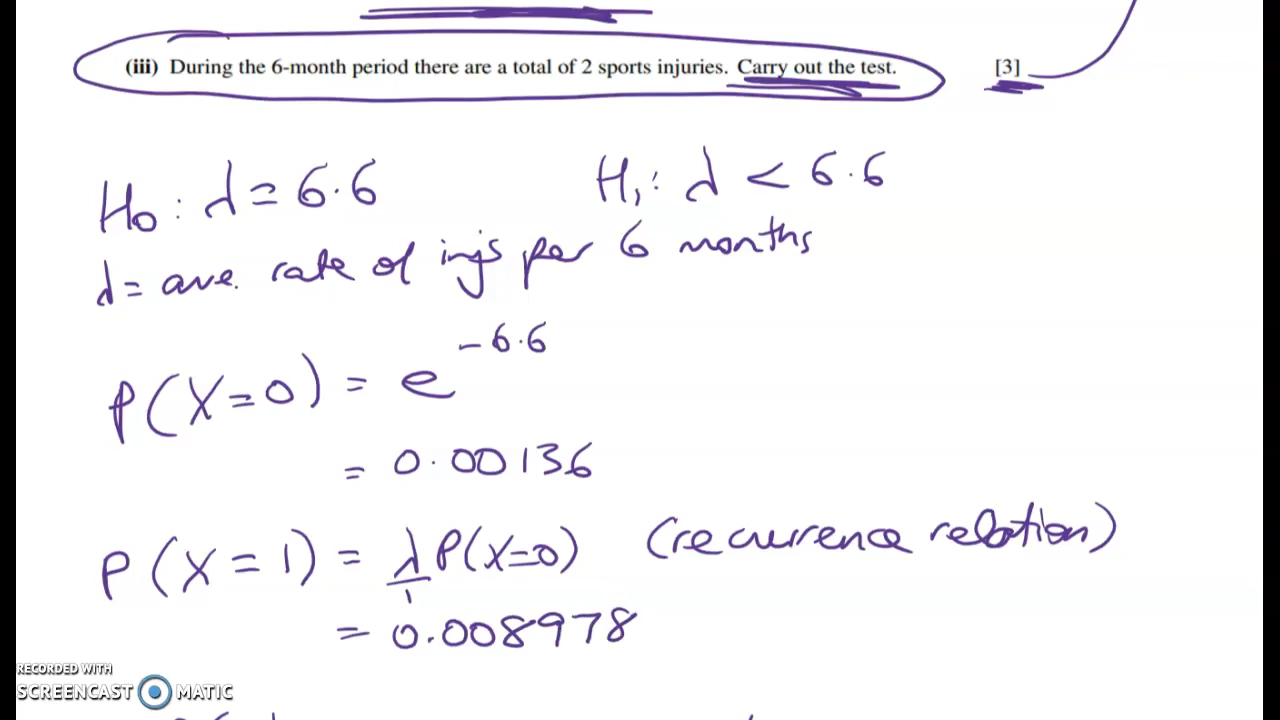 (iii) During the 6-month period there are a total of 2 sports injuries. Carry out the test. [3]
H₀: λ = 6.6 H₁: λ < 6.6
λ = ave. rate of inj's per 6 months
P(X=0) = e^-6.6
= 0.00136
P(X=1) = λ/1 P(X=0) (recurrence relation)
= 0.008978
RECORDED WITH
SCREENCAST MATIC